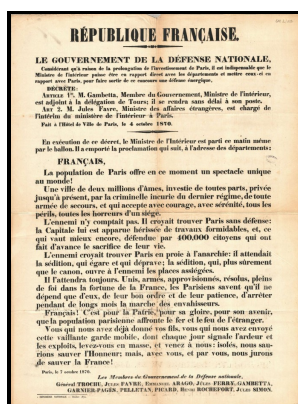 RÉPUBLIQUE FRANÇAISE.
LE GOUVERNEMENT DE LA DÉFENSE NATIONALE,
Considérant qu'à raison de la prolongation de l'investissement de Paris, il est indispensable que le
Ministre de l'Intérieur puisse être en rapport direct avec les départements et mettre ceux-ci en
rapport avec Paris, pour faire sortir de ce concours une défense énergique,
DÉCRÈTE:
ARTICLE 1er. M. Gambetta, Membre du Gouvernement, Ministre de l'intérieur,
est adjoint à la délégation de Tours; il se rendra sans délai à son poste.
ART 2. M. Jules Favre, Ministre des affaires étrangères, est chargé de
l'intérim du ministère de l'intérieur à Paris.
Fait à l'Hôtel de Ville de Paris, le 4 octobre 1870.
En exécution de ce décret, le Ministre de l'Intérieur est parti ce matin même
par le ballon. Il a emporté la proclamation qui suit, à l'adresse des départements:
FRANÇAIS,
La population de Paris offre en ce moment un spectacle unique
au monde!
Une ville de deux millions d'âmes, investie de toutes parts, privée
jusqu'à présent, par la criminelle incurie du dernier régime, de toute
armée de secours, et qui accepte avec courage, avec sérénité, tous les
périls, toutes les horreurs d'un siége.
L'ennemi n'y comptait pas. Il croyait trouver Paris sans défense:
la Capitale lui est apparue hérissée de travaux formidables, et, ce
qui vaut mieux encore, défendue par 400,000 citoyens qui ont
fait d'avance le sacrifice de leur vie.
L'ennemi croyait trouver Paris en proie à l'anarchie: il attendait
la sédition, qui égare et qui déprave; la sédition, qui, plus sûrement
que le canon, ouvre à l'ennemi les places assiégées.
Il l'attendra toujours. Unis, armés, approvisionnés, résolus, pleins
de foi dans la fortune de la France, les Parisiens savent qu'il ne
dépend que d'eux, de leur bon ordre et de leur patience, d'arrêter
pendant de longs mois la marche des envahisseurs.
Français! C'est pour la Patrie, pour sa gloire, pour son avenir,
que la population parisienne affronte le fer et le feu de l'étranger.
Vous qui nous avez déjà donné vos fils, vous qui nous avez envoyé
cette vaillante garde mobile, dont chaque jour signale l'ardeur et
les exploits, levez-vous en masse, et venez à nous: isolés, nous sau-
rions sauver l'Honneur; mais, avec vous, et par vous, nous jurons
de sauver la France!
Paris, le 7 octobre 1870.
Les Membres du Gouvernement de la Défense nationale,
Général TROCHU, JULES FAVRE, EMMANUEL ARAGO, JULES FERRY, GAMBETTA,
GARNIER-PAGÈS, PELLETAN, PICARD, HENRI ROCHEFORT, JULES SIMON.